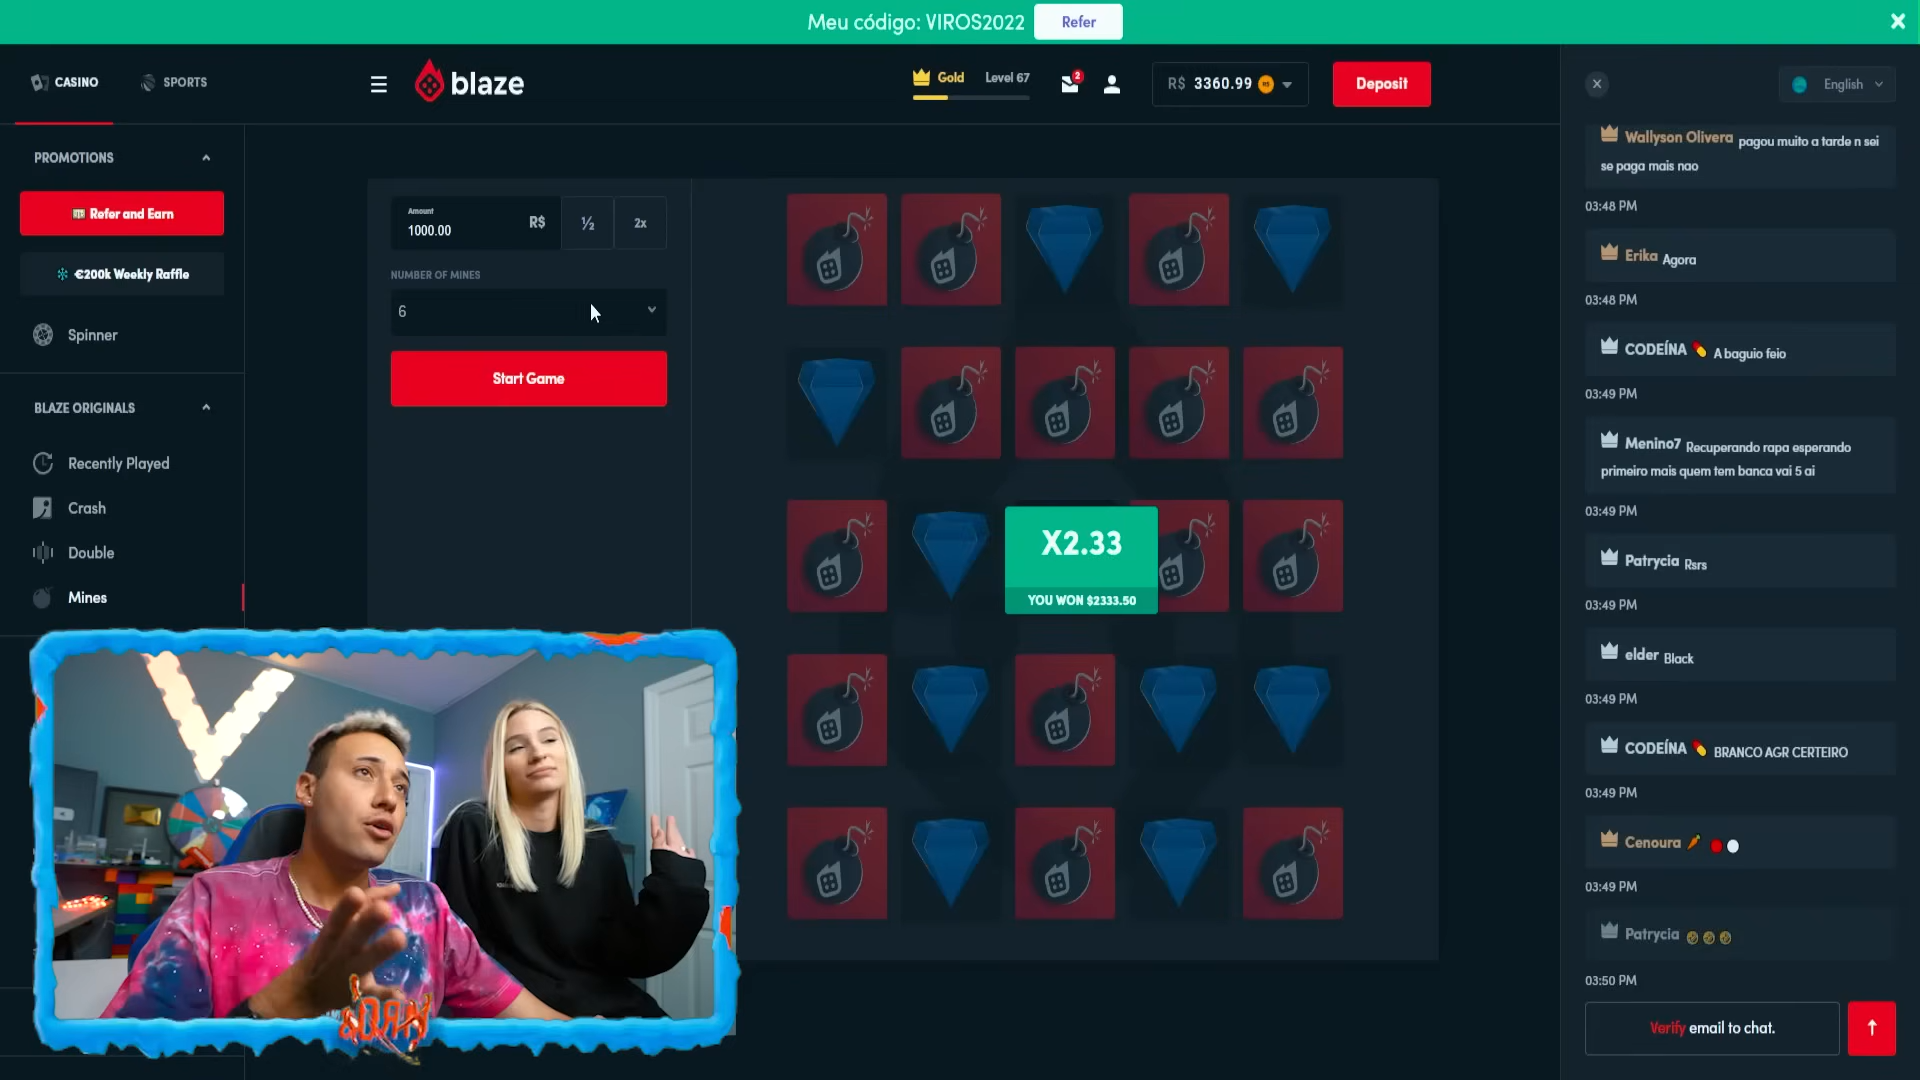 Meu código: VIROS2022
Refer
CASINO
SPORTS
blaze
Gold
Level 67
2
R$ 3360.99
R$
Deposit
English
PROMOTIONS
Refer and Earn
€200k Weekly Raffle
Spinner
BLAZE ORIGINALS
Recently Played
Crash
Double
Mines
Amount
1000.00
R$
½
2x
NUMBER OF MINES
6
Start Game
X2.33
YOU WON $2333.50
Wallyson Olivera pagou muito a tarde n sei
se paga mais nao
03:48 PM
Erika Agora
03:48 PM
CODEÍNA 💊 A baguio feio
03:49 PM
Menino7 Recuperando rapa esperando
primeiro mais quem tem banca vai 5 ai
03:49 PM
Patrycia Rsrs
03:49 PM
elder Black
03:49 PM
CODEÍNA 💊 BRANCO AGR CERTEIRO
03:49 PM
Cenoura 🥕 🔴⚪
03:49 PM
Patrycia
03:50 PM
Verify email to chat.